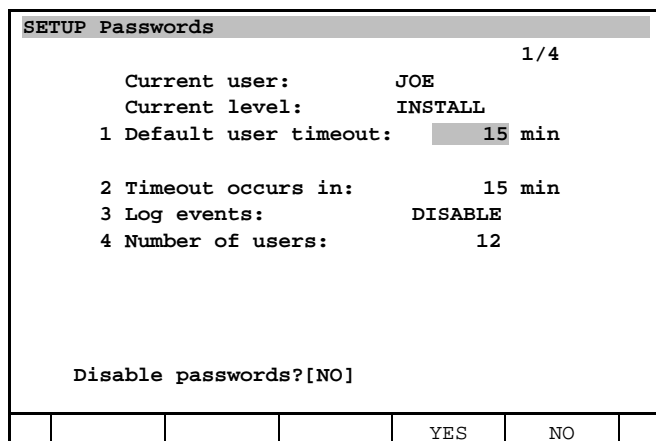 SETUP Passwords
1/4
Current user: JOE
Current level: INSTALL
1 Default user timeout: 15 min
2 Timeout occurs in: 15 min
3 Log events: DISABLE
4 Number of users: 12
Disable passwords?[NO]
YES NO